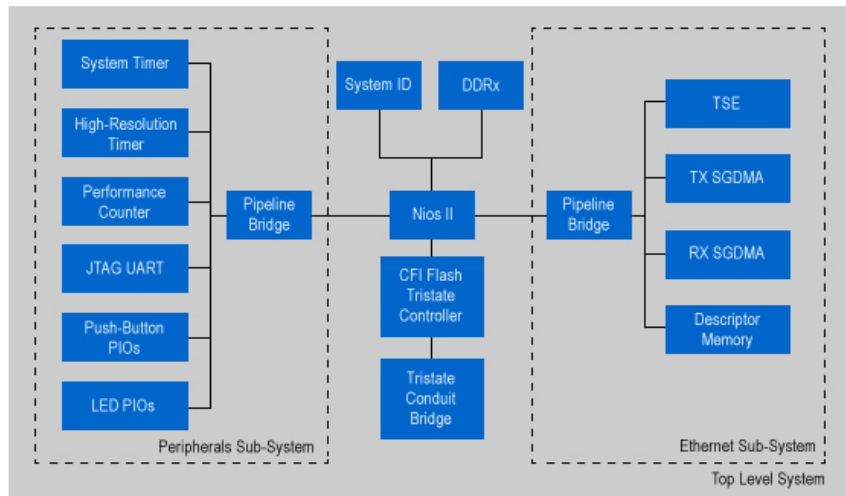 System Timer
High-Resolution
Timer
Performance
Counter
JTAG UART
Push-Button
PIOs
LED PIOs
Pipeline
Bridge
Peripherals Sub-System
System ID
DDRx
Nios II
CFI Flash
Tristate
Controller
Tristate
Conduit
Bridge
Pipeline
Bridge
TSE
TX SGDMA
RX SGDMA
Descriptor
Memory
Ethernet Sub-System
Top Level System